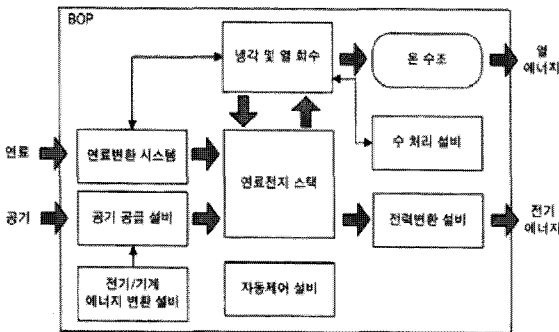 BOP
냉각 및 열 회수
온 수조
열
에너지
연료
연료변환 시스템
연료전지 스택
수 처리 설비
공기
공기 공급 설비
전력변환 설비
전기
에너지
전기/기계
에너지 변환 설비
자동제어 설비